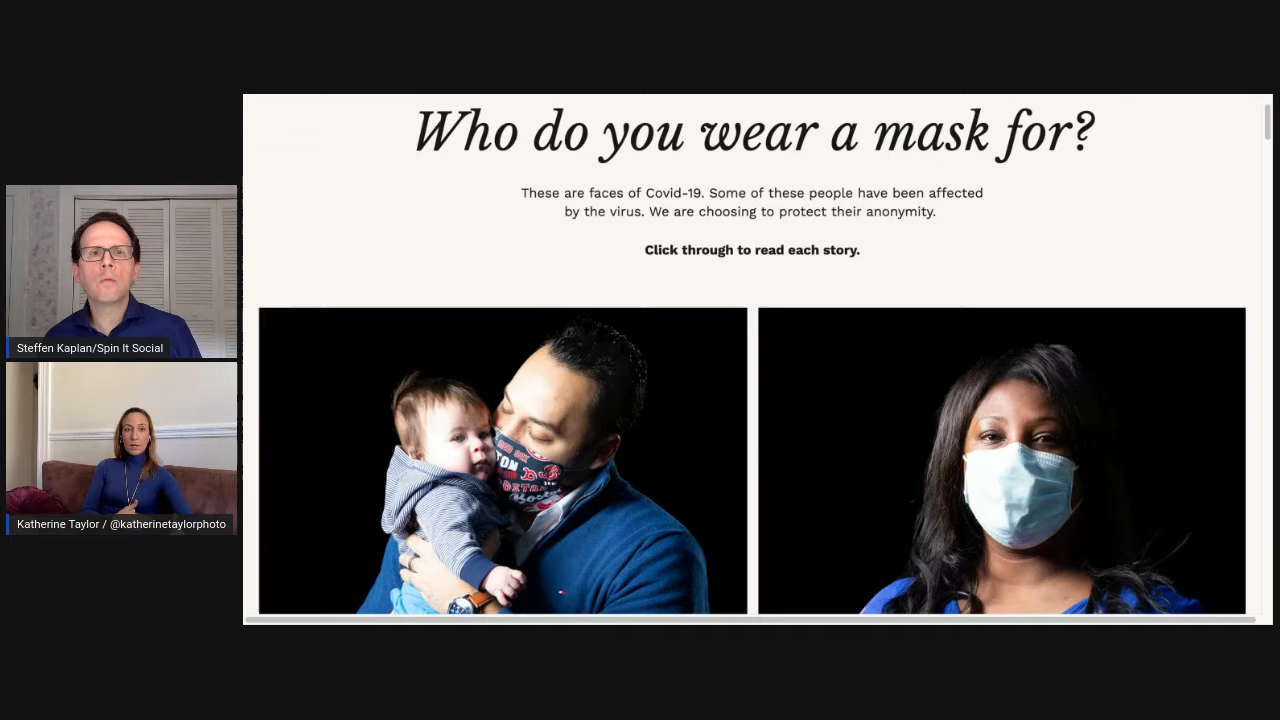 Who do you wear a mask for?
These are faces of Covid-19. Some of these people have been affected
by the virus. We are choosing to protect their anonymity.
Click through to read each story.
Steffen Kaplan/Spin It Social
Katherine Taylor / @katherinetaylorphoto